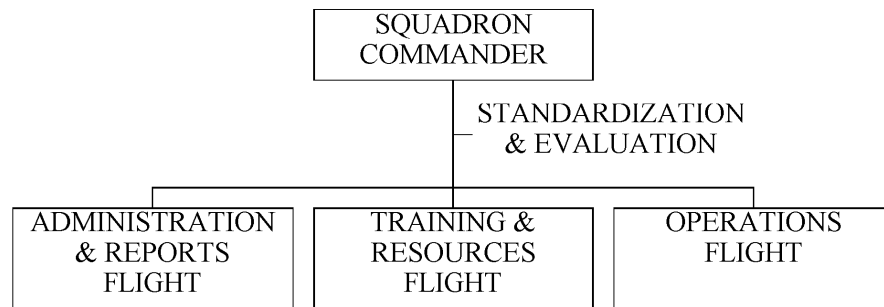 SQUADRON
COMMANDER
STANDARDIZATION
& EVALUATION
ADMINISTRATION
& REPORTS
FLIGHT
TRAINING &
RESOURCES
FLIGHT
OPERATIONS
FLIGHT